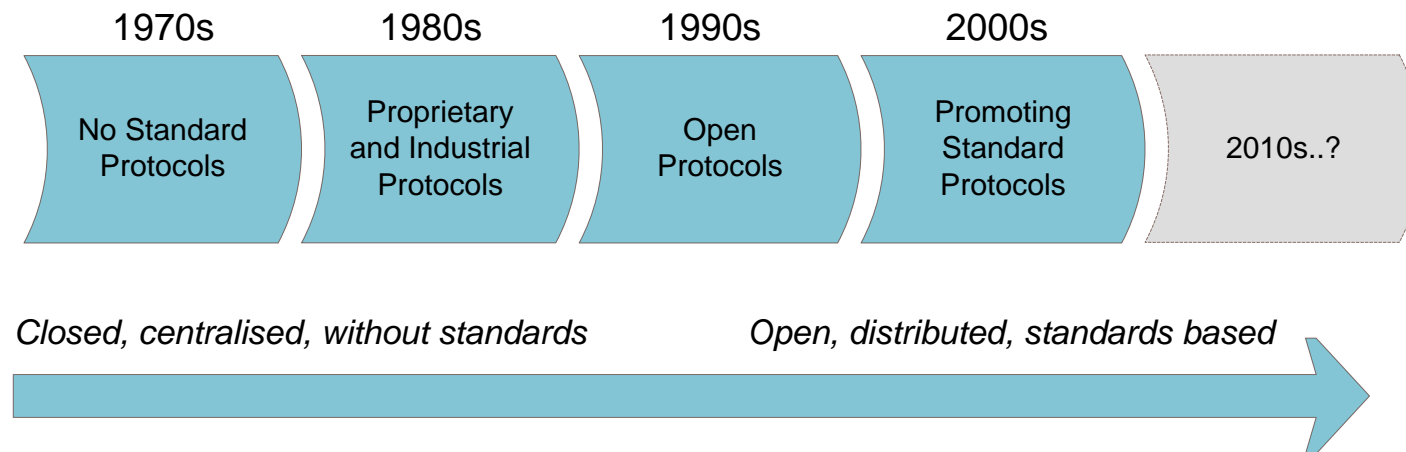 1970s
1980s
1990s
2000s
No Standard
Protocols
Proprietary
and Industrial
Protocols
Open
Protocols
Promoting
Standard
Protocols
2010s..?
Closed, centralised, without standards
Open, distributed, standards based